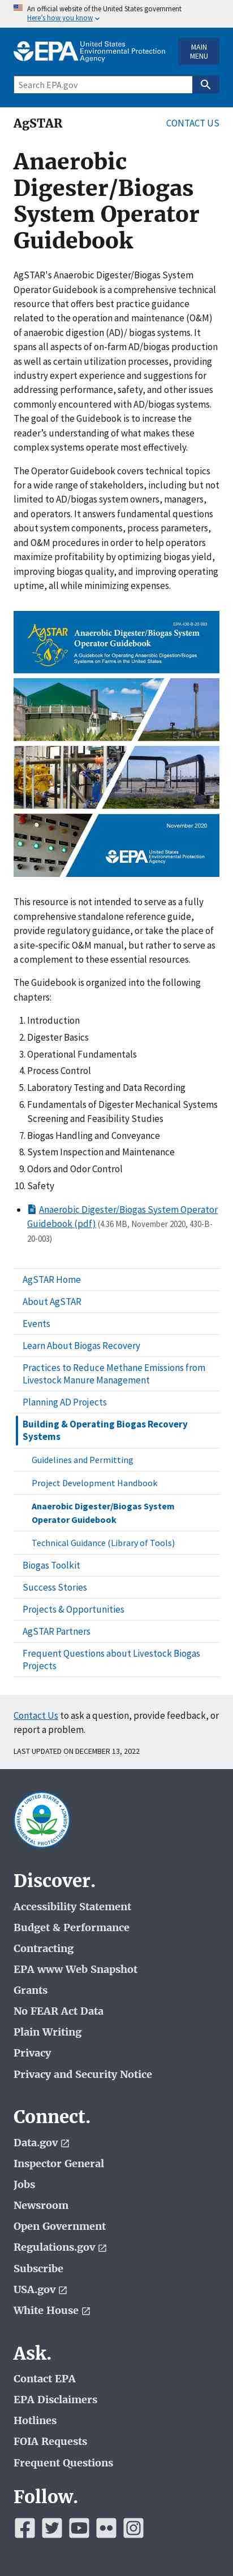 An official website of the United States government
Here's how you know
EPA United States
Environmental Protection
Agency
MAIN
MENU
Search EPA.gov
AgSTAR
CONTACT US
Anaerobic
Digester/Biogas
System Operator
Guidebook
AgSTAR's Anaerobic Digester/Biogas System
Operator Guidebook is a comprehensive technical
resource that offers best practice guidance
related to the operation and maintenance (O&M)
of anaerobic digestion (AD)/ biogas systems. It
spans all aspects of on-farm AD/biogas production
as well as certain utilization processes, providing
industry expert experience and suggestions for
addressing performance, safety, and other issues
commonly encountered with AD/biogas systems.
The goal of the Guidebook is to increase the
reader's understanding of what makes these
complex systems operate most effectively.
The Operator Guidebook covers technical topics
for a wide range of stakeholders, including but not
limited to AD/biogas system owners, managers,
and operators. It answers fundamental questions
about system components, process parameters,
and O&M procedures in order to help operators
maximize profitability by optimizing biogas yield,
improving biogas quality, and improving operating
uptime, all while minimizing expenses.
EPA-430-B-20-003
AgSTAR
Anaerobic Digester/Biogas System
Operator Guidebook
A Guidebook for Operating Anaerobic Digestion/Biogas
Systems on Farms in the United States
November 2020
EPA United States
Environmental Protection
Agency
This resource is not intended to serve as a fully
comprehensive standalone reference guide,
provide regulatory guidance, or take the place of
a site-specific O&M manual, but rather to serve as
a complement to these essential resources.
The Guidebook is organized into the following
chapters:
1. Introduction
2. Digester Basics
3. Operational Fundamentals
4. Process Control
5. Laboratory Testing and Data Recording
6. Fundamentals of Digester Mechanical Systems
Screening and Feasibility Studies
7. Biogas Handling and Conveyance
8. System Inspection and Maintenance
9. Odors and Odor Control
10. Safety
Anaerobic Digester/Biogas System Operator
Guidebook (pdf) (4.36 MB, November 2020, 430-B-
20-003)
AgSTAR Home
About AgSTAR
Events
Learn About Biogas Recovery
Practices to Reduce Methane Emissions from
Livestock Manure Management
Planning AD Projects
Building & Operating Biogas Recovery
Systems
Guidelines and Permitting
Project Development Handbook
Anaerobic Digester/Biogas System
Operator Guidebook
Technical Guidance (Library of Tools)
Biogas Toolkit
Success Stories
Projects & Opportunities
AgSTAR Partners
Frequent Questions about Livestock Biogas
Projects
Contact Us to ask a question, provide feedback, or
report a problem.
LAST UPDATED ON DECEMBER 13, 2022
UNITED STATES
ENVIRONMENTAL PROTECTION AGENCY
Discover.
Accessibility Statement
Budget & Performance
Contracting
EPA www Web Snapshot
Grants
No FEAR Act Data
Plain Writing
Privacy
Privacy and Security Notice
Connect.
Data.gov
Inspector General
Jobs
Newsroom
Open Government
Regulations.gov
Subscribe
USA.gov
White House
Ask.
Contact EPA
EPA Disclaimers
Hotlines
FOIA Requests
Frequent Questions
Follow.